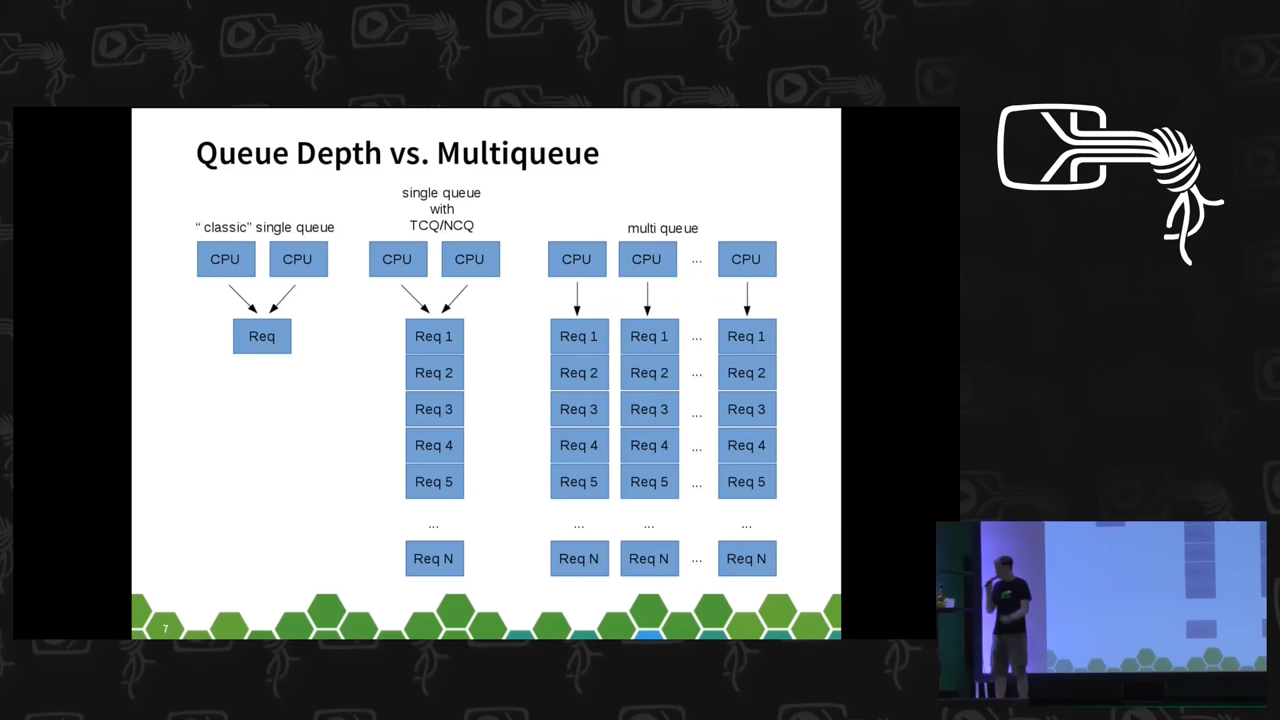 Queue Depth vs. Multiqueue
“ classic” single queue
single queue
with
TCQ/NCQ
multi queue
CPU CPU CPU CPU CPU CPU ... CPU
Req Req 1 Req 1 Req 1 ... Req 1
Req 2 Req 2 Req 2 ... Req 2
Req 3 Req 3 Req 3 ... Req 3
Req 4 Req 4 Req 4 ... Req 4
Req 5 Req 5 Req 5 ... Req 5
... ... ... ...
Req N Req N Req N ... Req N
7